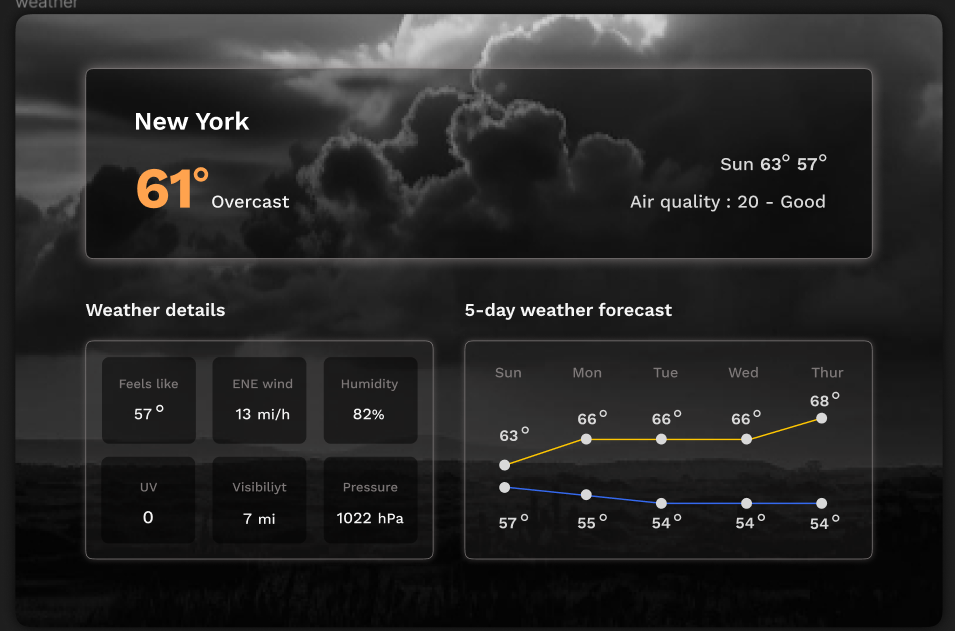 weather
New York
61°
Overcast
Sun 63° 57°
Air quality : 20 - Good
Weather details
5-day weather forecast
Feels like
57°
ENE wind
13 mi/h
Humidity
82%
UV
0
Visibiliyt
7 mi
Pressure
1022 hPa
Sun Mon Tue Wed Thur
63° 66° 66° 66° 68°
57° 55° 54° 54° 54°